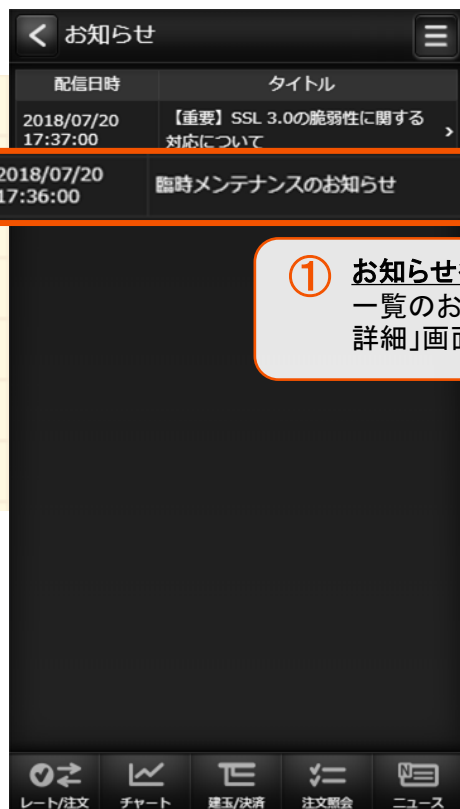 お知らせ
配信日時 タイトル
2018/07/20
17:37:00
【重要】SSL 3.0の脆弱性に関する
対応について
2018/07/20
17:36:00
臨時メンテナンスのお知らせ
① お知らせ
一覧のお
詳細」画
レート/注文 チャート 建玉/決済 注文照会 ニュース